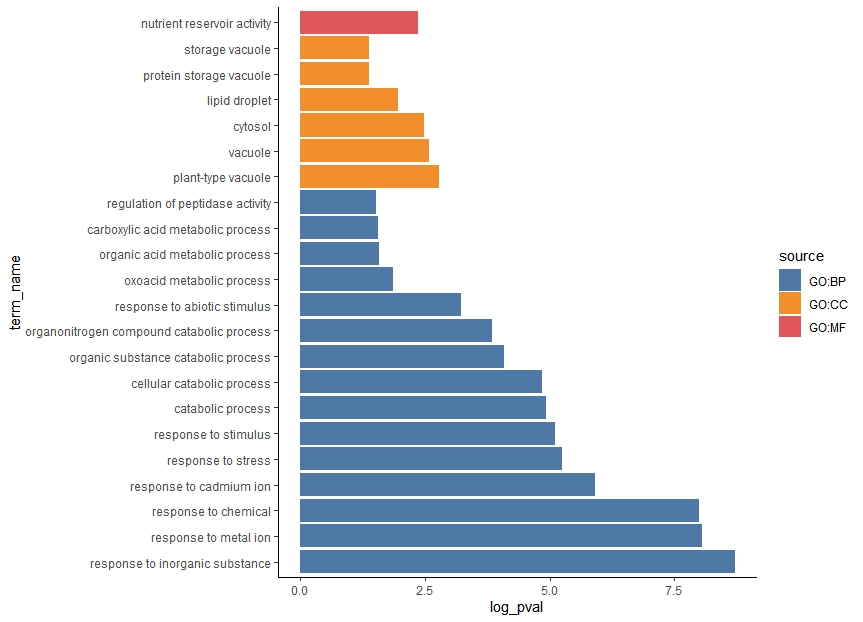 nutrient reservoir activity
storage vacuole
protein storage vacuole
lipid droplet
cytosol
vacuole
plant-type vacuole
regulation of peptidase activity
carboxylic acid metabolic process
organic acid metabolic process
oxoacid metabolic process
response to abiotic stimulus
organonitrogen compound catabolic process
organic substance catabolic process
cellular catabolic process
catabolic process
response to stimulus
response to stress
response to cadmium ion
response to chemical
response to metal ion
response to inorganic substance
term_name
0.0 2.5 5.0 7.5
log_pval
source
GO:BP
GO:CC
GO:MF